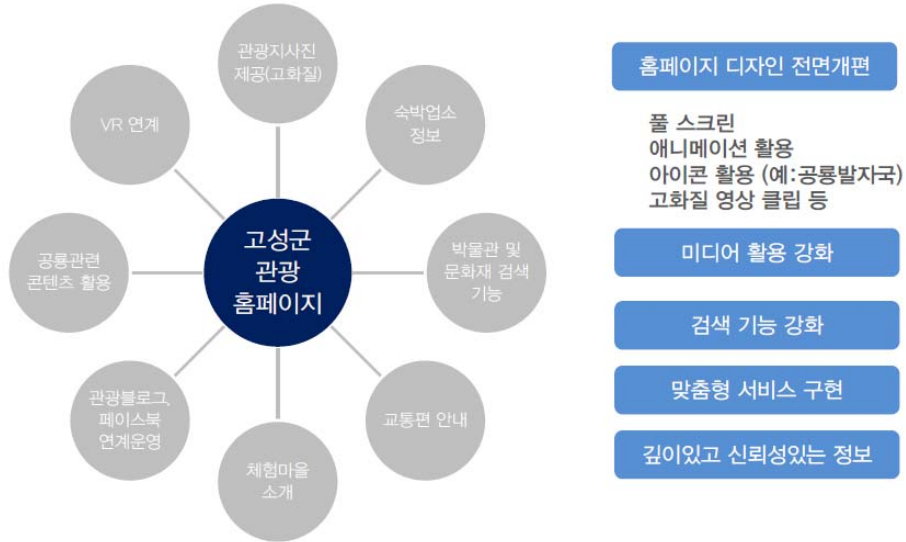 관광지사진
제공(고화질)
숙박업소
정보
박물관 및
문화재 검색
기능
교통편 안내
체험마을
소개
관광블로그,
페이스북
연계운영
공룡관련
콘텐츠 활용
VR 연계
고성군
관광
홈페이지
홈페이지 디자인 전면개편
풀 스크린
애니메이션 활용
아이콘 활용 (예:공룡발자국)
고화질 영상 클립 등
미디어 활용 강화
검색 기능 강화
맞춤형 서비스 구현
깊이있고 신뢰성있는 정보